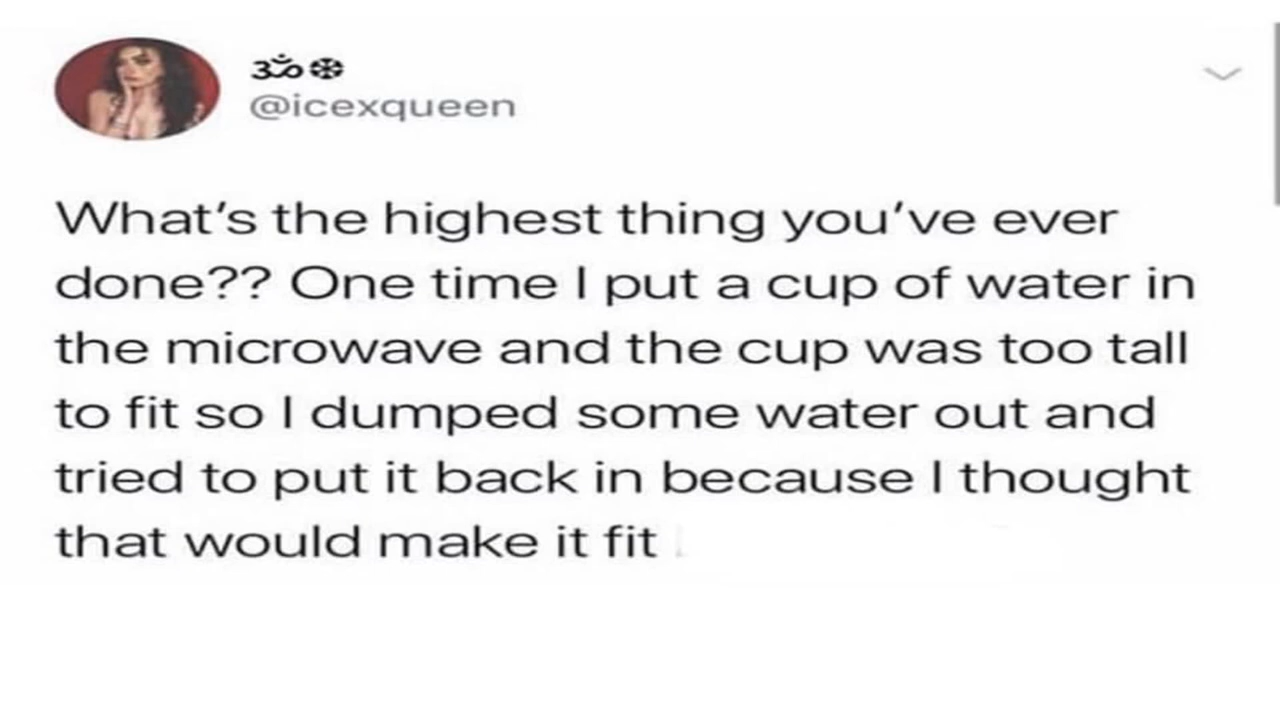 ૐ❆
@icexqueen
What's the highest thing you've ever
done?? One time I put a cup of water in
the microwave and the cup was too tall
to fit so I dumped some water out and
tried to put it back in because I thought
that would make it fit